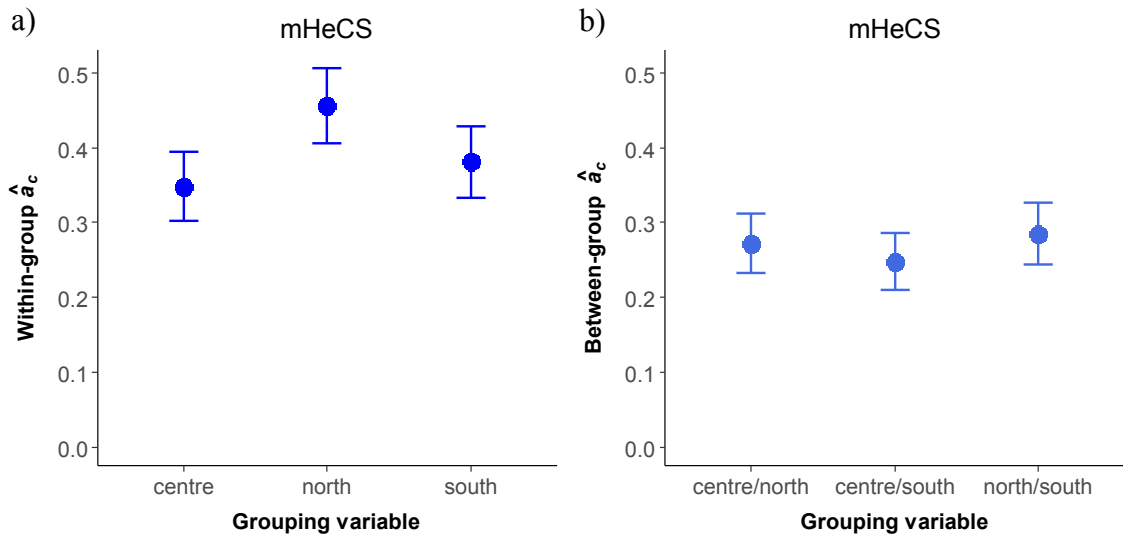 a)
mHeCS
Within-group â_c
0.5
0.4
0.3
0.2
0.1
0.0
centre north south
Grouping variable
b)
mHeCS
Between-group â_c
0.5
0.4
0.3
0.2
0.1
0.0
centre/north centre/south north/south
Grouping variable